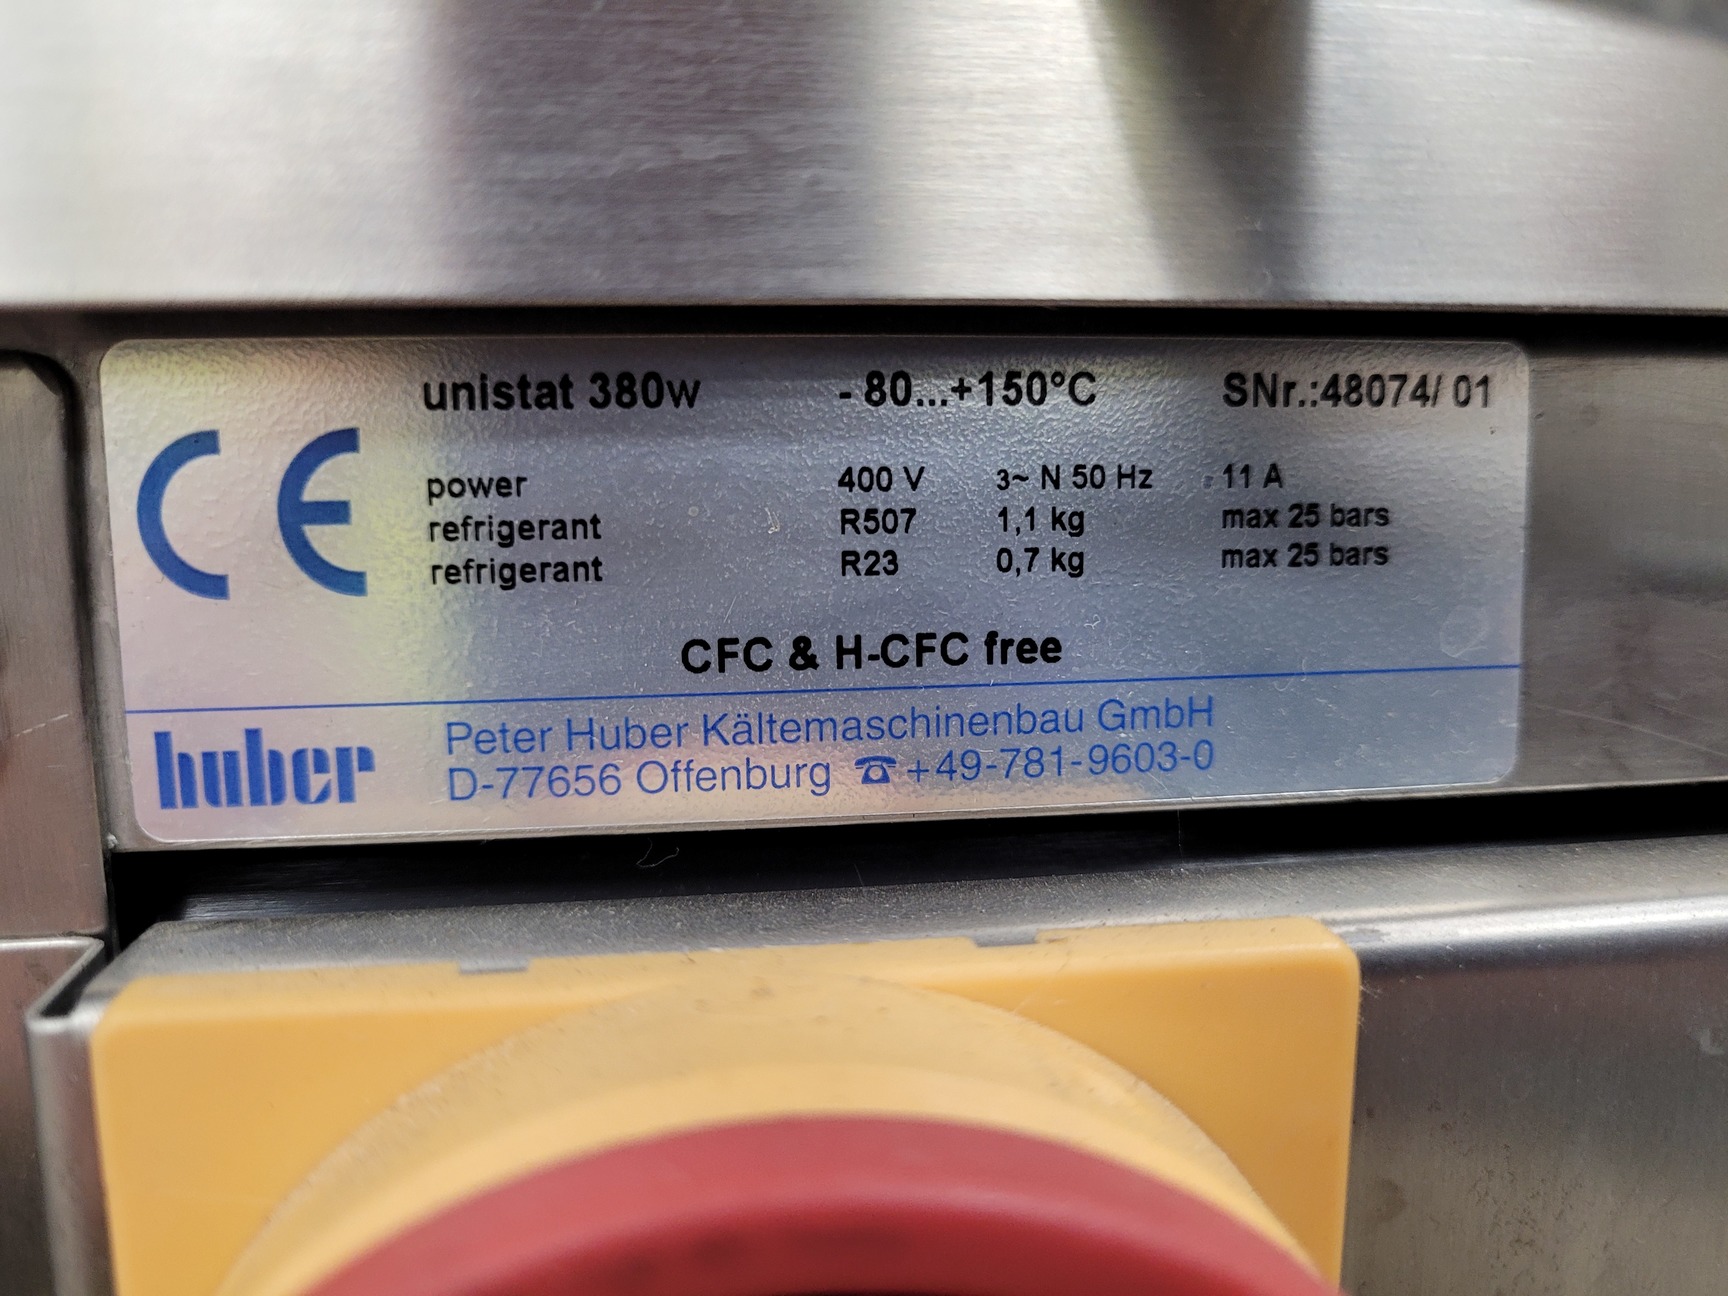 unistat 380w - 80...+150°C SNr.:48074/ 01
CE
power 400 V 3~ N 50 Hz 11 A
refrigerant R507 1,1 kg max 25 bars
refrigerant R23 0,7 kg max 25 bars
CFC & H-CFC free
huber
Peter Huber Kältemaschinenbau GmbH
D-77656 Offenburg ☎ +49-781-9603-0